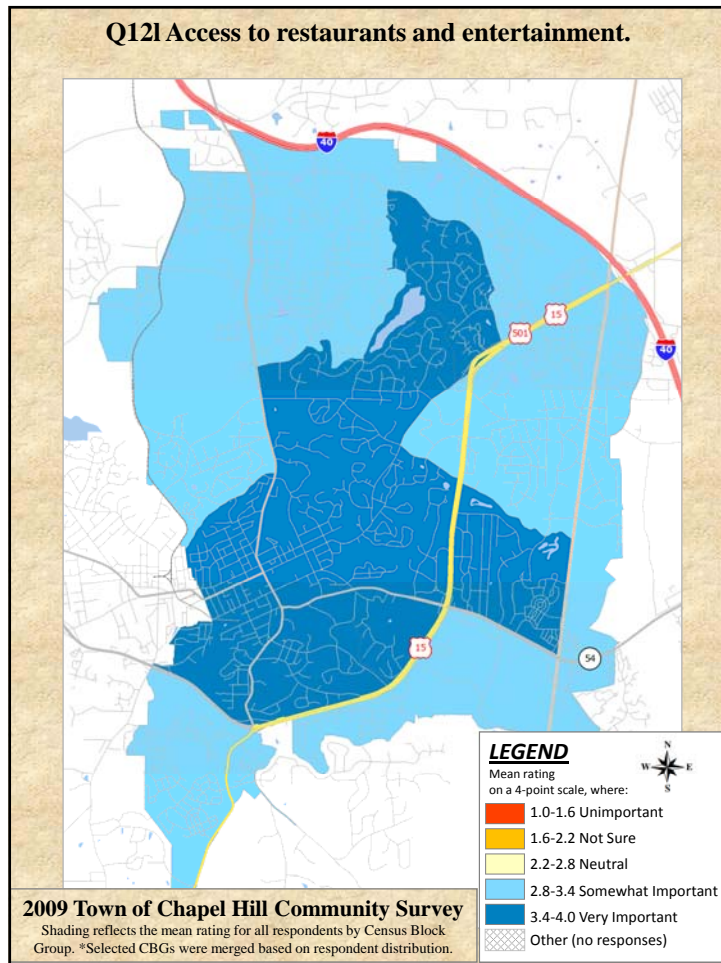 Q12l Access to restaurants and entertainment.
40
15
501
40
15
54
LEGEND
Mean rating
on a 4-point scale, where:
N
W E
S
1.0-1.6 Unimportant
1.6-2.2 Not Sure
2.2-2.8 Neutral
2.8-3.4 Somewhat Important
3.4-4.0 Very Important
Other (no responses)
2009 Town of Chapel Hill Community Survey
Shading reflects the mean rating for all respondents by Census Block
Group. *Selected CBGs were merged based on respondent distribution.